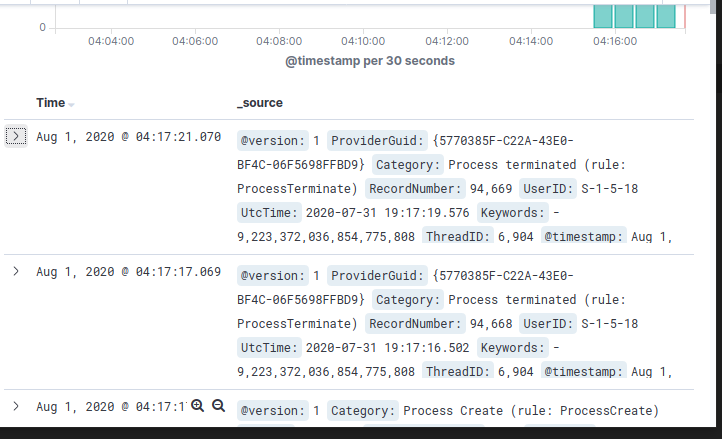 0
04:04:00 04:06:00 04:08:00 04:10:00 04:12:00 04:14:00 04:16:00
@timestamp per 30 seconds
Time _source
Aug 1, 2020 @ 04:17:21.070 @version: 1 ProviderGuid: {5770385F-C22A-43E0-
BF4C-06F5698FFBD9} Category: Process terminated (rule:
ProcessTerminate) RecordNumber: 94,669 UserID: S-1-5-18
UtcTime: 2020-07-31 19:17:19.576 Keywords: -
9,223,372,036,854,775,808 ThreadID: 6,904 @timestamp: Aug 1,
Aug 1, 2020 @ 04:17:17.069 @version: 1 ProviderGuid: {5770385F-C22A-43E0-
BF4C-06F5698FFBD9} Category: Process terminated (rule:
ProcessTerminate) RecordNumber: 94,668 UserID: S-1-5-18
UtcTime: 2020-07-31 19:17:16.502 Keywords: -
9,223,372,036,854,775,808 ThreadID: 6,904 @timestamp: Aug 1,
Aug 1, 2020 @ 04:17:1 @version: 1 Category: Process Create (rule: ProcessCreate)